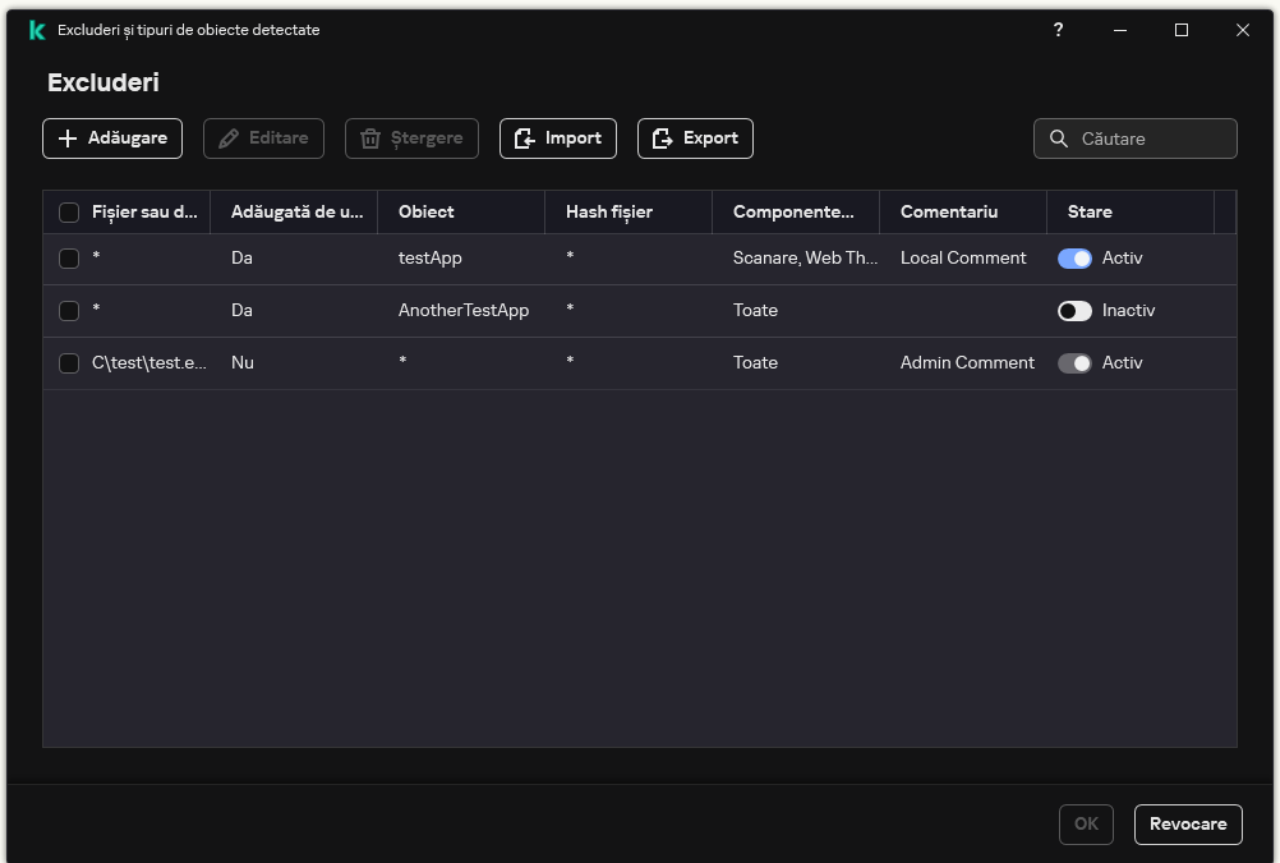 Excluderi și tipuri de obiecte detectate
?
Excluderi
Adăugare
Editare
Ștergere
Import
Export
Căutare
Fișier sau d... Adăugată de u... Obiect Hash fișier Componente... Comentariu Stare
* Da testApp * Scanare, Web Th... Local Comment Activ
* Da AnotherTestApp * Toate Inactiv
C\test\test.e... Nu * * Toate Admin Comment Activ
OK
Revocare